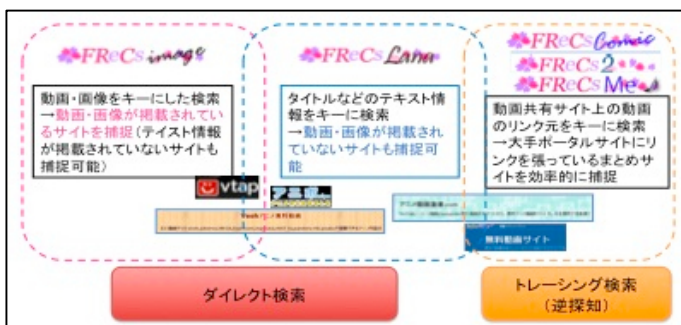 FReCs image
動画・画像をキーにした検索
→動画・画像が掲載されてい
るサイトを捕捉(テイスト情報
が掲載されていないサイトも
捕捉可能)
FReCs Lana
タイトルなどのテキスト情
報をキーに検索
→動画・画像が掲載されて
いないサイトも捕捉可
能
FReCs Comic
FReCs 2
FReCs Me
動画共有サイト上の動画
のリンク元をキーに検索
→大手ポータルサイトにリ
ンクを張っているまとめサ
イトを効率的に捕捉
vtap
アニポ
無料動画サイト
ダイレクト検索
トレーシング検索
(逆探知)